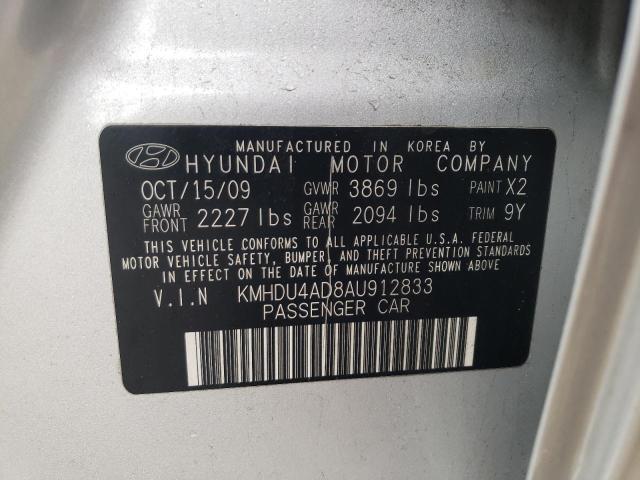 MANUFACTURED IN KOREA BY
HYUNDAI MOTOR COMPANY
OCT/15/09 GVWR 3869 lbs PAINT X2
GAWR FRONT 2227 lbs GAWR REAR 2094 lbs TRIM 9Y
THIS VEHICLE CONFORMS TO ALL APPLICABLE U.S.A. FEDERAL
MOTOR VEHICLE SAFETY, BUMPER, AND THEFT PREVENTION STANDARDS
IN EFFECT ON THE DATE OF MANUFACTURE SHOWN ABOVE
V.I.N KMHDU4AD8AU912833
PASSENGER CAR